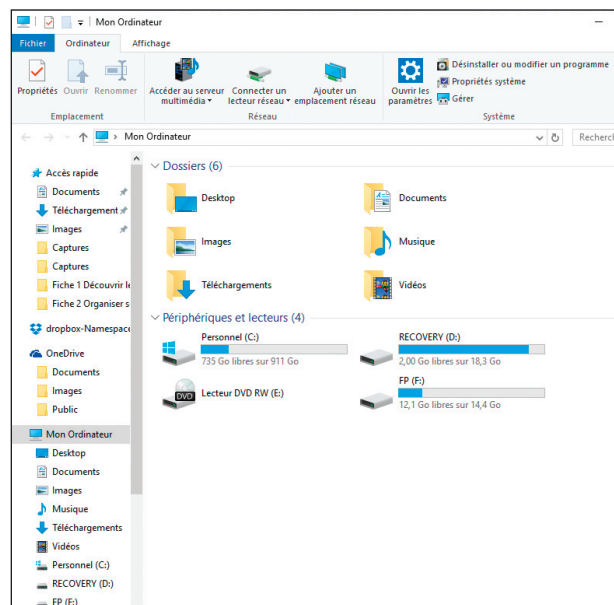 Mon Ordinateur
Fichier Ordinateur Affichage
Propriétés Ouvrir Renommer
Emplacement
Accéder au serveur multimédia
Connecter un lecteur réseau
Ajouter un emplacement réseau
Réseau
Ouvrir les paramètres
Désinstaller ou modifier un programme
Propriétés système
Gérer
Système
Mon Ordinateur
Recherch
Accès rapide
Documents
Téléchargement
Images
Captures
Captures
Fiche 1 Découvrir le
Fiche 2 Organiser s
dropbox-Namespace
OneDrive
Documents
Images
Public
Mon Ordinateur
Desktop
Documents
Images
Musique
Téléchargements
Vidéos
Personnel (C:)
RECOVERY (D:)
FP (F:)
Dossiers (6)
Desktop
Documents
Images
Musique
Téléchargements
Vidéos
Périphériques et lecteurs (4)
Personnel (C:)
735 Go libres sur 911 Go
RECOVERY (D:)
2,00 Go libres sur 18,3 Go
DVD
Lecteur DVD RW (E:)
FP (F:)
12,1 Go libres sur 14,4 Go